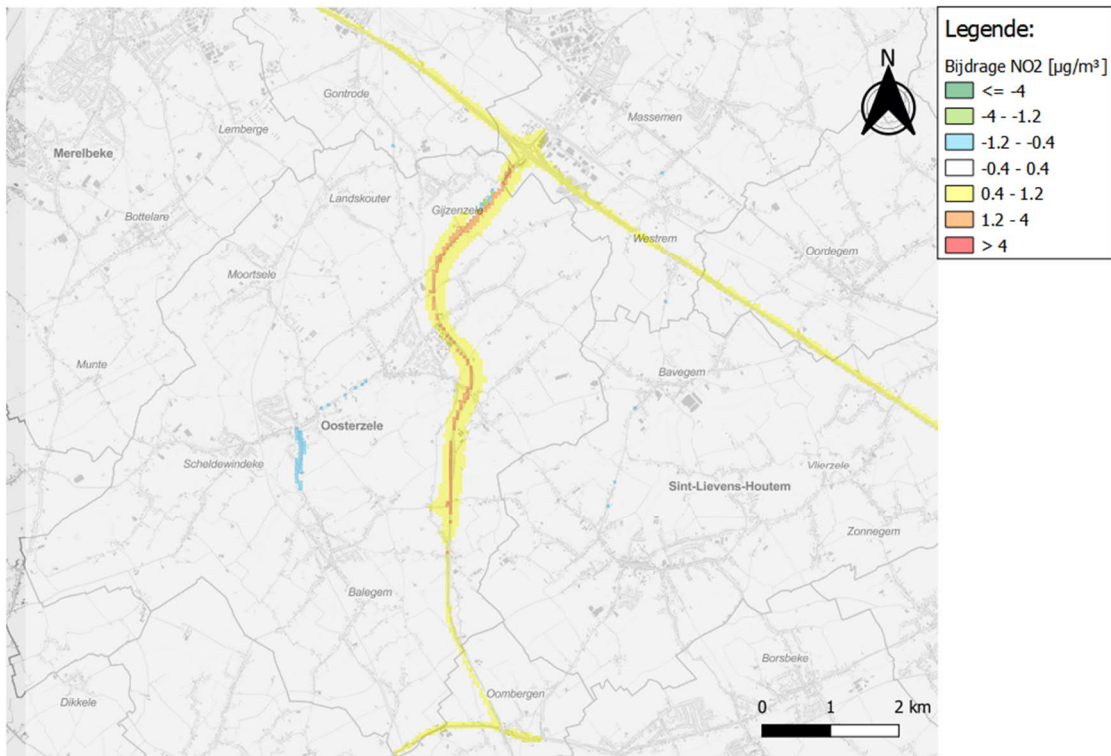 Legende:
Bijdrage NO2 [µg/m³]
<= -4
-4 - -1.2
-1.2 - -0.4
-0.4 - 0.4
0.4 - 1.2
1.2 - 4
> 4
N
Gontrode
Massemen
Lemberge
Merelbeke
Landskouter
Gijzenzele
Bottelare
Westrem
Oordegem
Moortsele
Munte
Bavegem
Oosterzele
Scheldewindeke
Vlierzele
Sint-Lievens-Houtem
Zonnegem
Balegem
Borsbeke
Oombergen
Dikkele
0 1 2 km